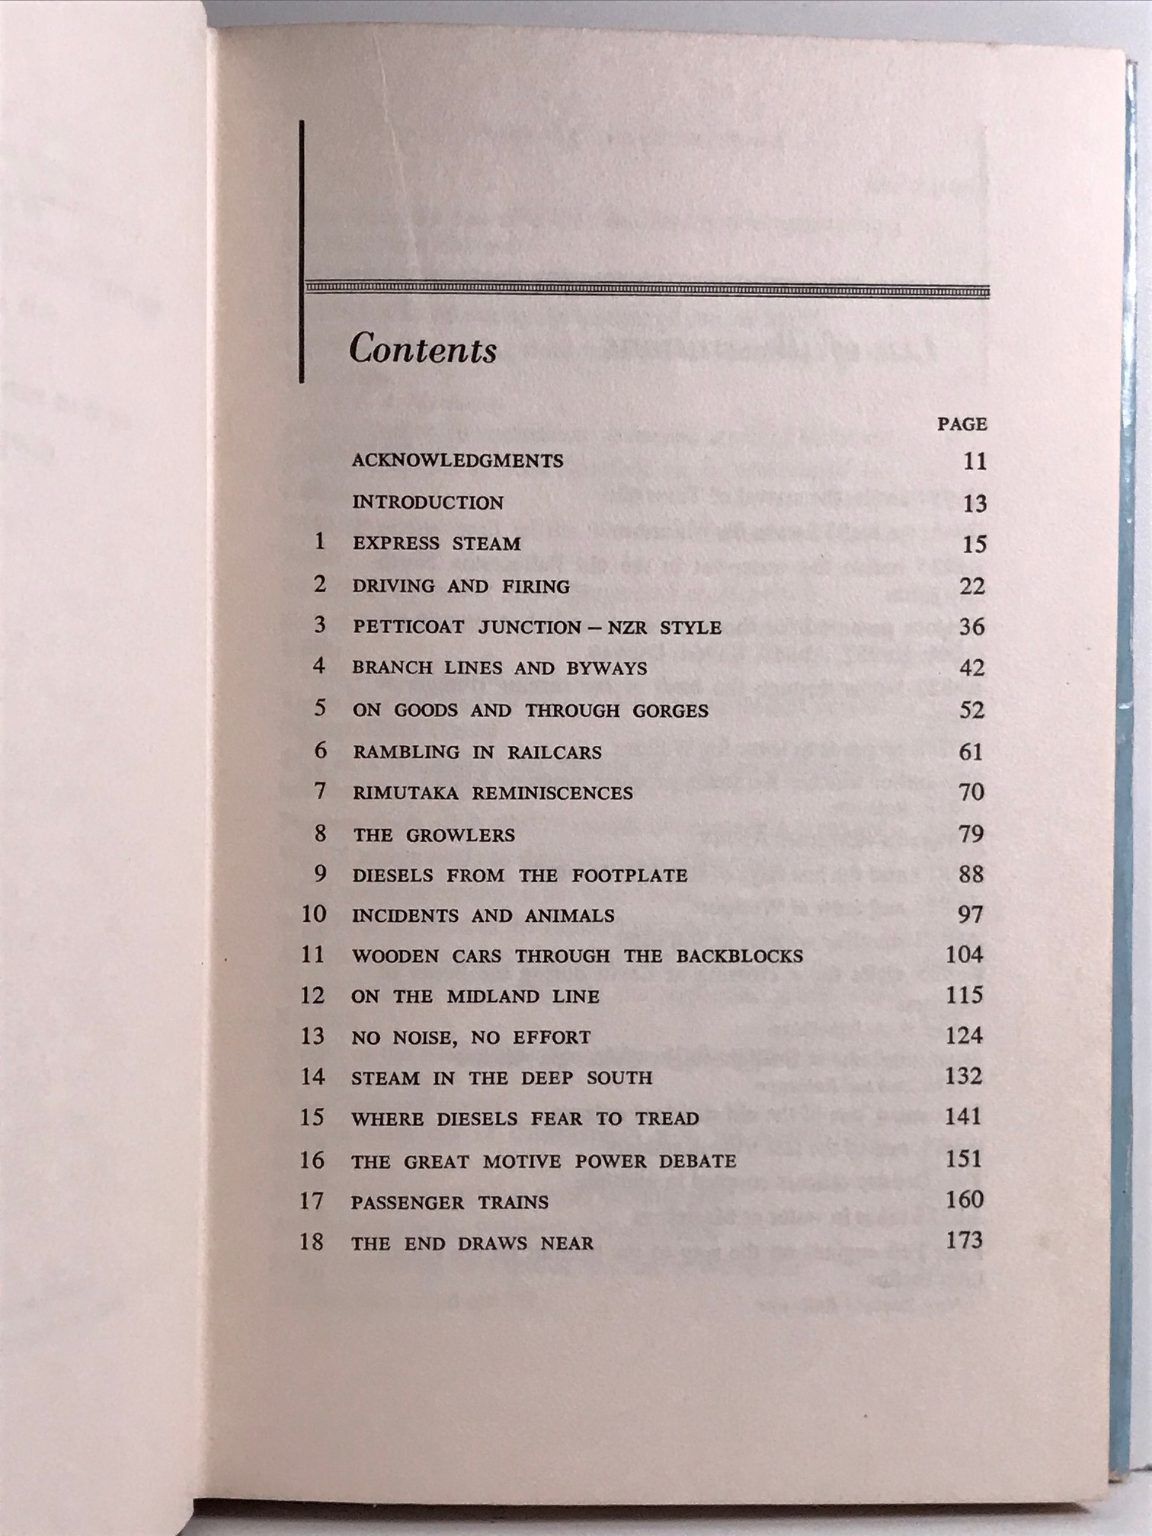 Contents
PAGE
ACKNOWLEDGMENTS 11
INTRODUCTION 13
1 EXPRESS STEAM 15
2 DRIVING AND FIRING 22
3 PETTICOAT JUNCTION – NZR STYLE 36
4 BRANCH LINES AND BYWAYS 42
5 ON GOODS AND THROUGH GORGES 52
6 RAMBLING IN RAILCARS 61
7 RIMUTAKA REMINISCENCES 70
8 THE GROWLERS 79
9 DIESELS FROM THE FOOTPLATE 88
10 INCIDENTS AND ANIMALS 97
11 WOODEN CARS THROUGH THE BACKBLOCKS 104
12 ON THE MIDLAND LINE 115
13 NO NOISE, NO EFFORT 124
14 STEAM IN THE DEEP SOUTH 132
15 WHERE DIESELS FEAR TO TREAD 141
16 THE GREAT MOTIVE POWER DEBATE 151
17 PASSENGER TRAINS 160
18 THE END DRAWS NEAR 173